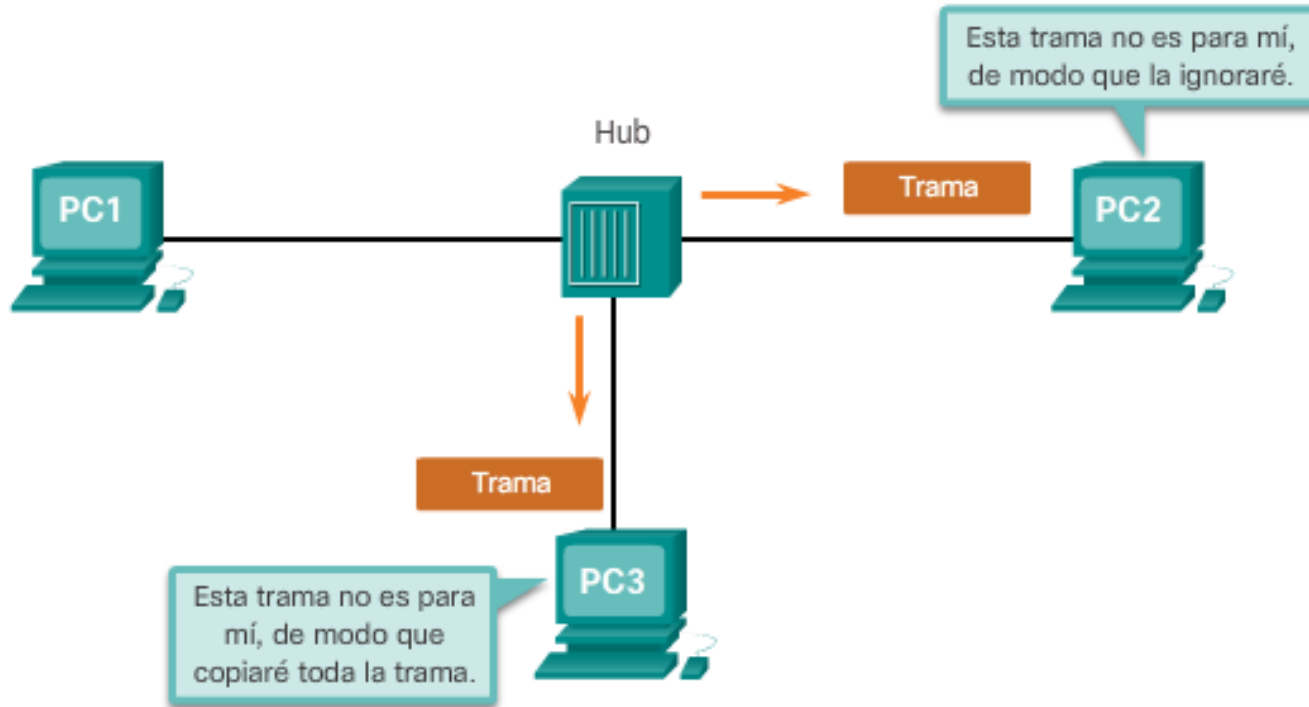 Esta trama no es para mí,
de modo que la ignoraré.
Hub
PC1
Trama
PC2
Trama
PC3
Esta trama no es para
mí, de modo que
copiaré toda la trama.